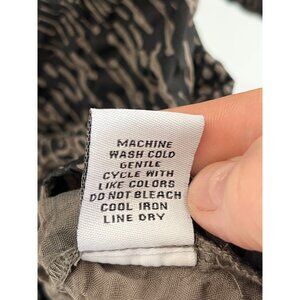 MACHINE
WASH COLD
GENTLE
CYCLE WITH
LIKE COLORS
DO NOT BLEACH
COOL IRON
LINE DRY